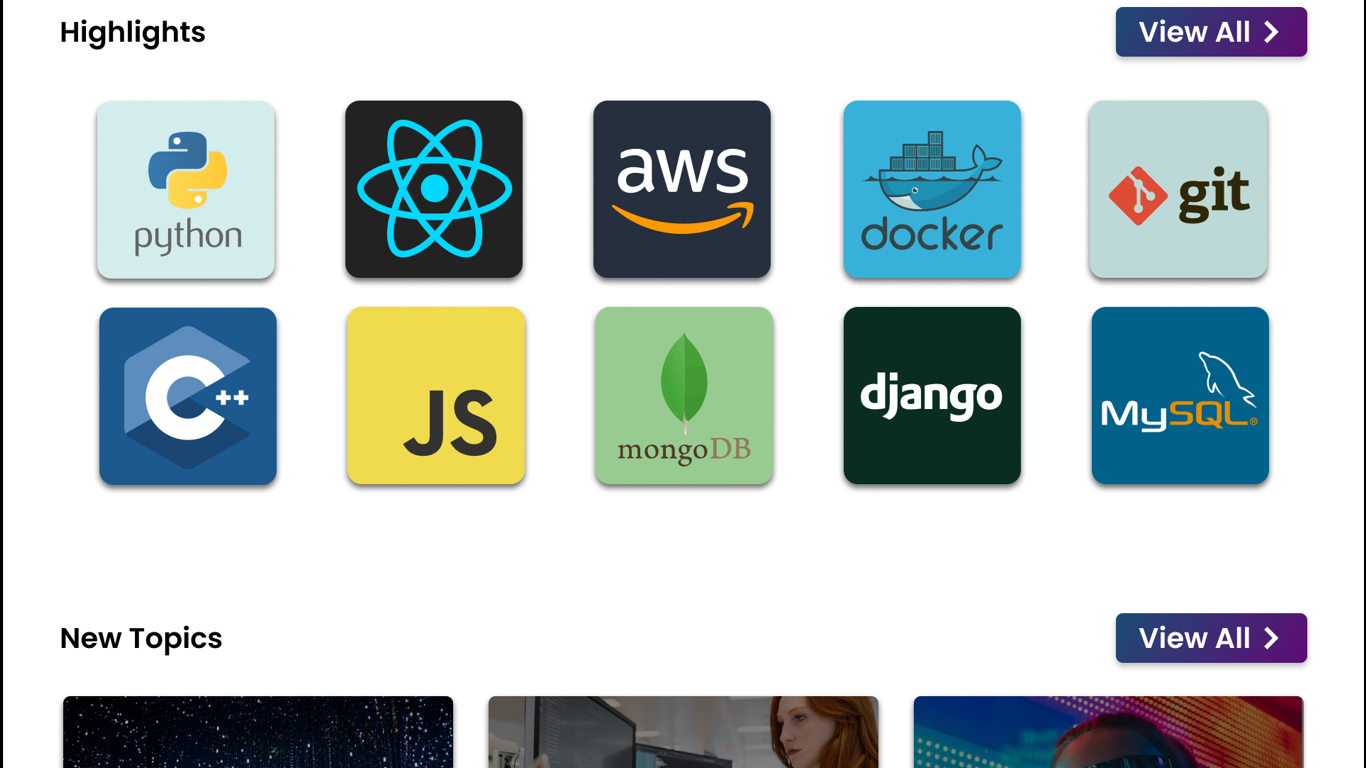 Highlights
View All
python
aws
docker
git
C++
JS
mongoDB
django
MySQL®
New Topics
View All